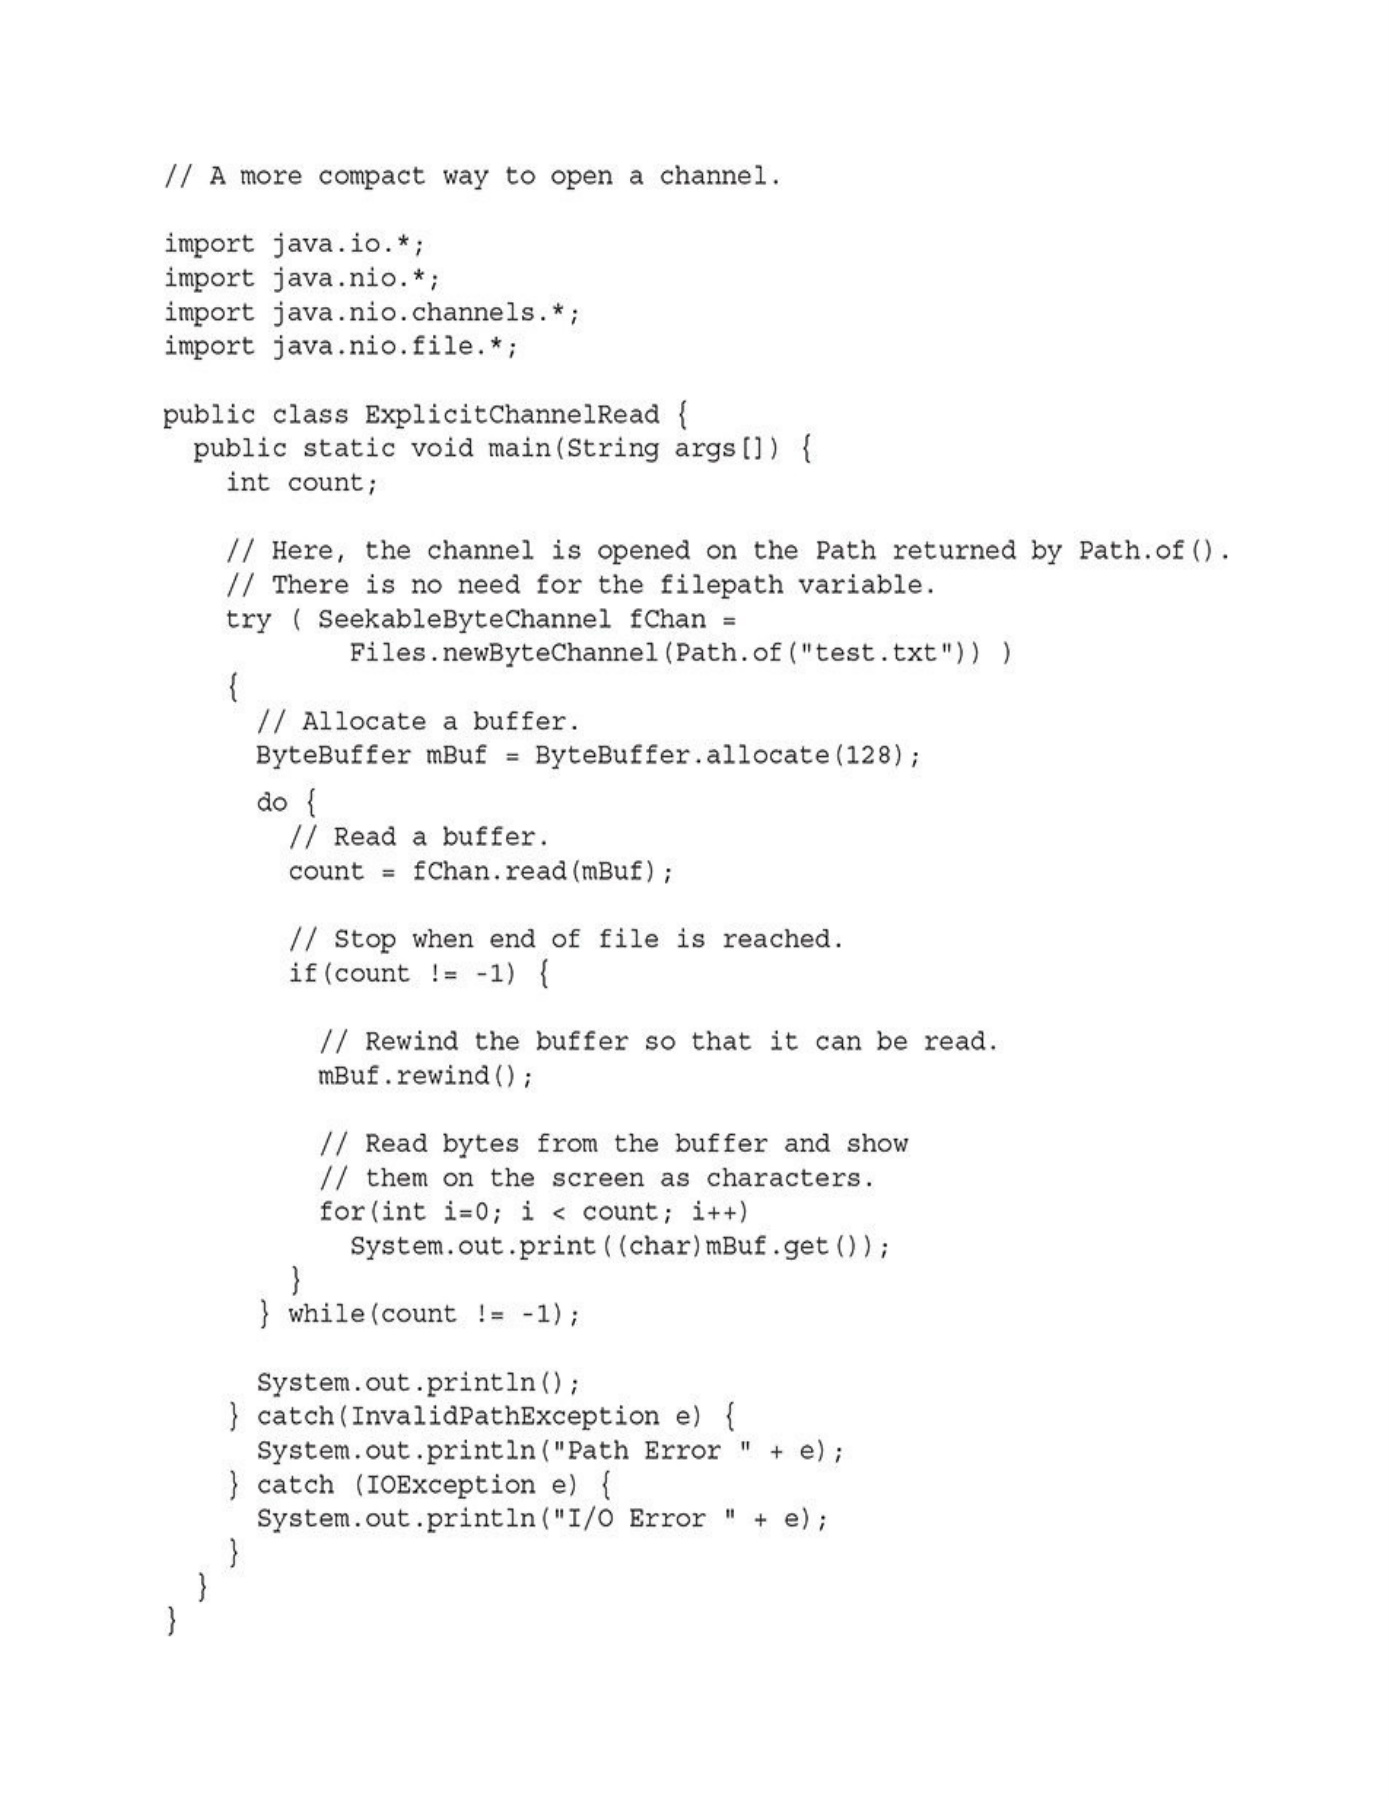 // A more compact way to open a channel.

import java.io.*;
import java.nio.*;
import java.nio.channels.*;
import java.nio.file.*;

public class ExplicitChannelRead {
  public static void main(String args[]) {
    int count;

    // Here, the channel is opened on the Path returned by Path.of().
    // There is no need for the filepath variable.
    try ( SeekableByteChannel fChan =
            Files.newByteChannel(Path.of("test.txt")) )
    {
      // Allocate a buffer.
      ByteBuffer mBuf = ByteBuffer.allocate(128);
      do {
        // Read a buffer.
        count = fChan.read(mBuf);

        // Stop when end of file is reached.
        if(count != -1) {

          // Rewind the buffer so that it can be read.
          mBuf.rewind();

          // Read bytes from the buffer and show
          // them on the screen as characters.
          for(int i=0; i < count; i++)
            System.out.print((char)mBuf.get());
        }
      } while(count != -1);

      System.out.println();
    } catch(InvalidPathException e) {
      System.out.println("Path Error " + e);
    } catch (IOException e) {
      System.out.println("I/O Error " + e);
    }
  }
}